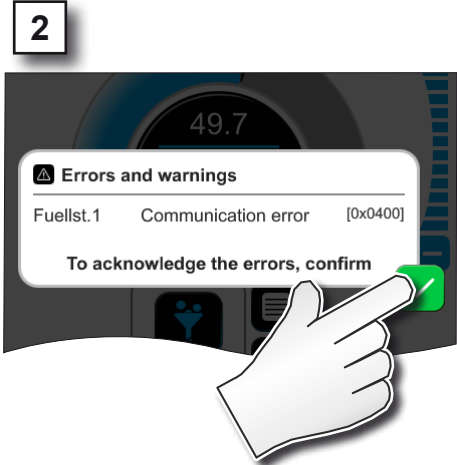 2
49.7
Errors and warnings
Fuellst.1 Communication error [0x0400]
To acknowledge the errors, confirm